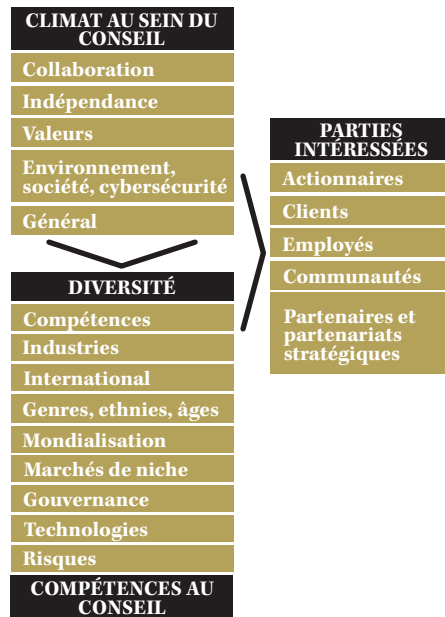 CLIMAT AU SEIN DU
CONSEIL
Collaboration
Indépendance
Valeurs
Environnement,
société, cybersécurité
Général
DIVERSITÉ
Compétences
Industries
International
Genres, ethnies, âges
Mondialisation
Marchés de niche
Gouvernance
Technologies
Risques
COMPÉTENCES AU
CONSEIL
PARTIES
INTÉRESSÉES
Actionnaires
Clients
Employés
Communautés
Partenaires et
partenariats
stratégiques